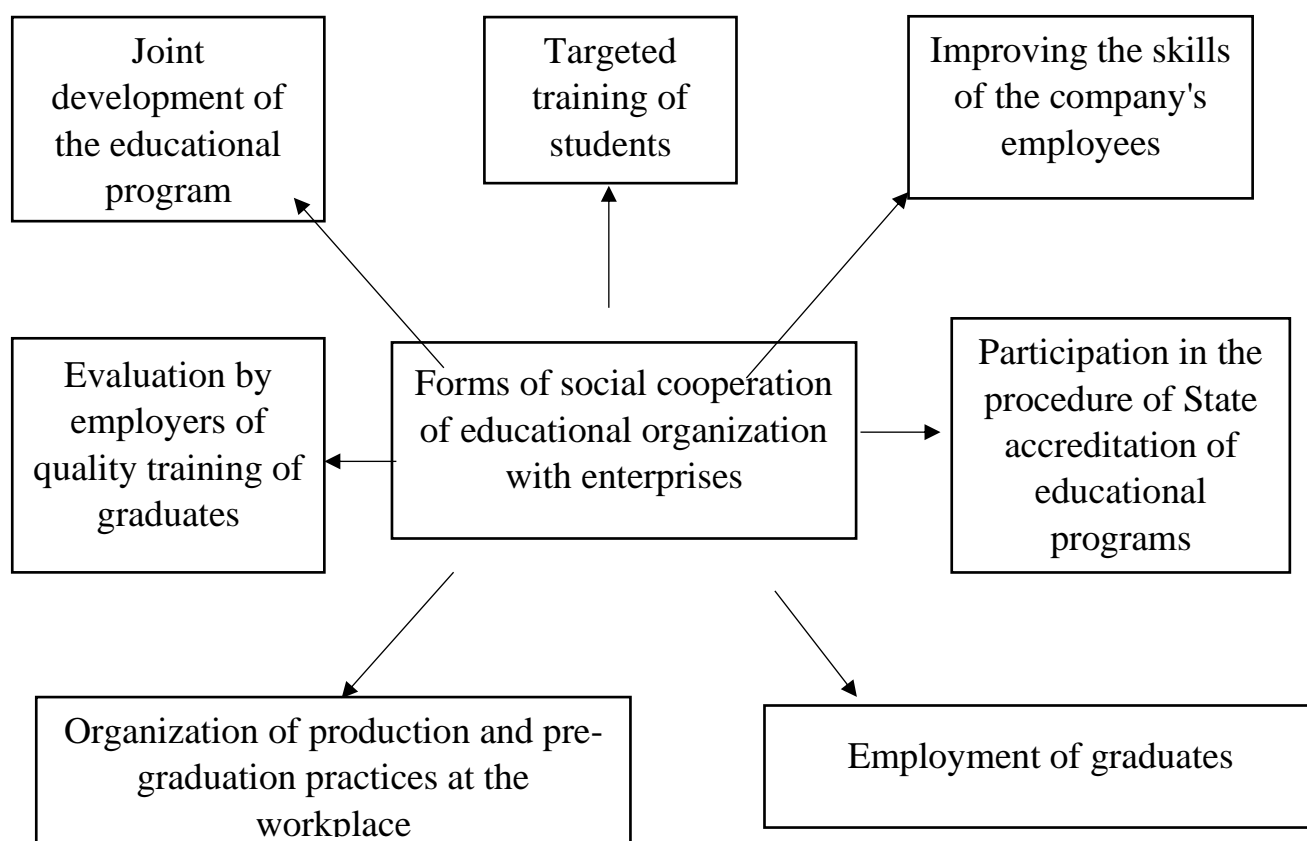 Joint
development of
the educational
program
Targeted
training of
students
Improving the skills
of the company's
employees
Evaluation by
employers of
quality training of
graduates
Forms of social cooperation
of educational organization
with enterprises
Participation in the
procedure of State
accreditation of
educational
programs
Organization of production and pre-
graduation practices at the
workplace
Employment of graduates